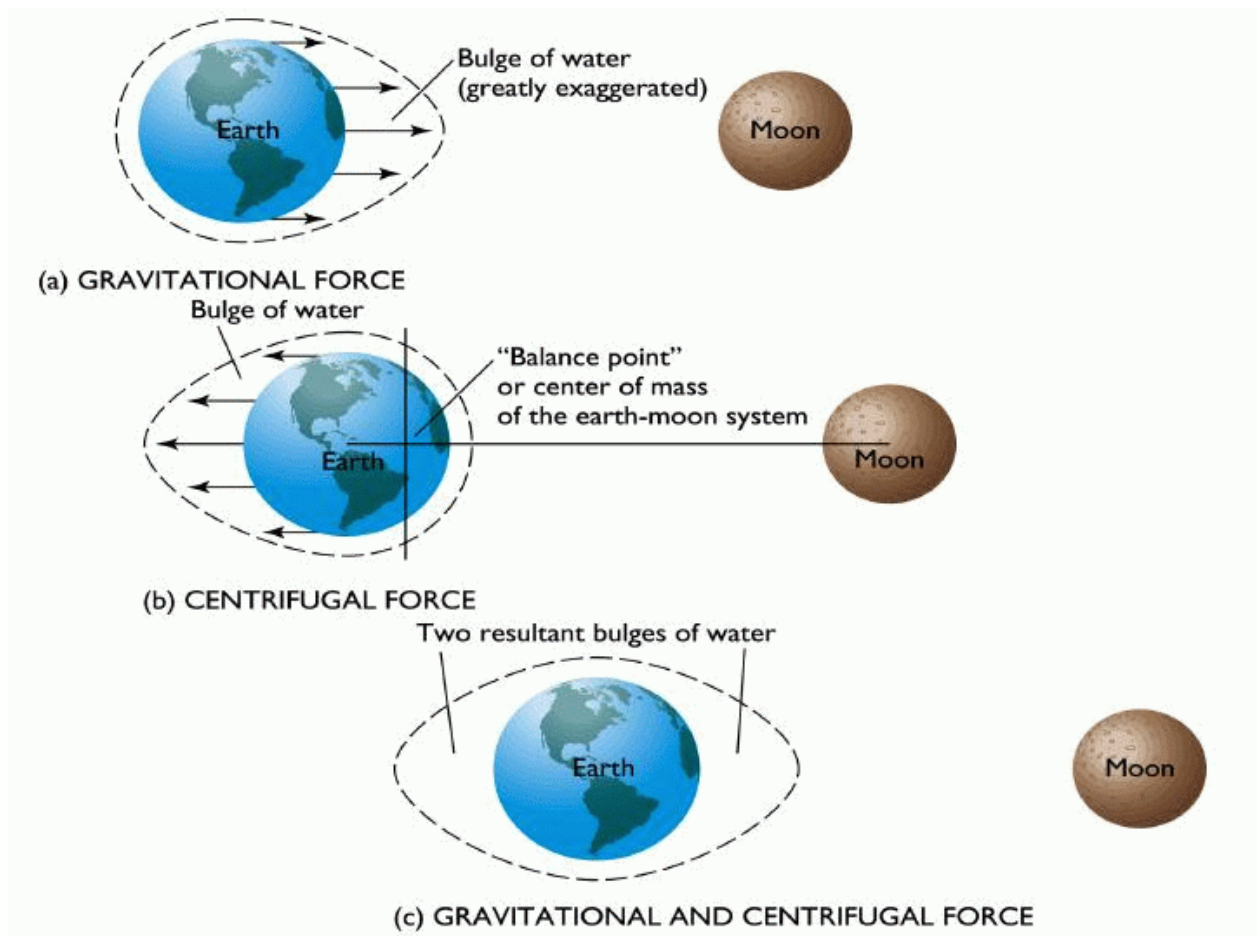 Bulge of water
(greatly exaggerated)
Earth
Moon
(a) GRAVITATIONAL FORCE
Bulge of water
“Balance point”
or center of mass
of the earth-moon system
Earth
Moon
(b) CENTRIFUGAL FORCE
Two resultant bulges of water
Earth
Moon
(c) GRAVITATIONAL AND CENTRIFUGAL FORCE